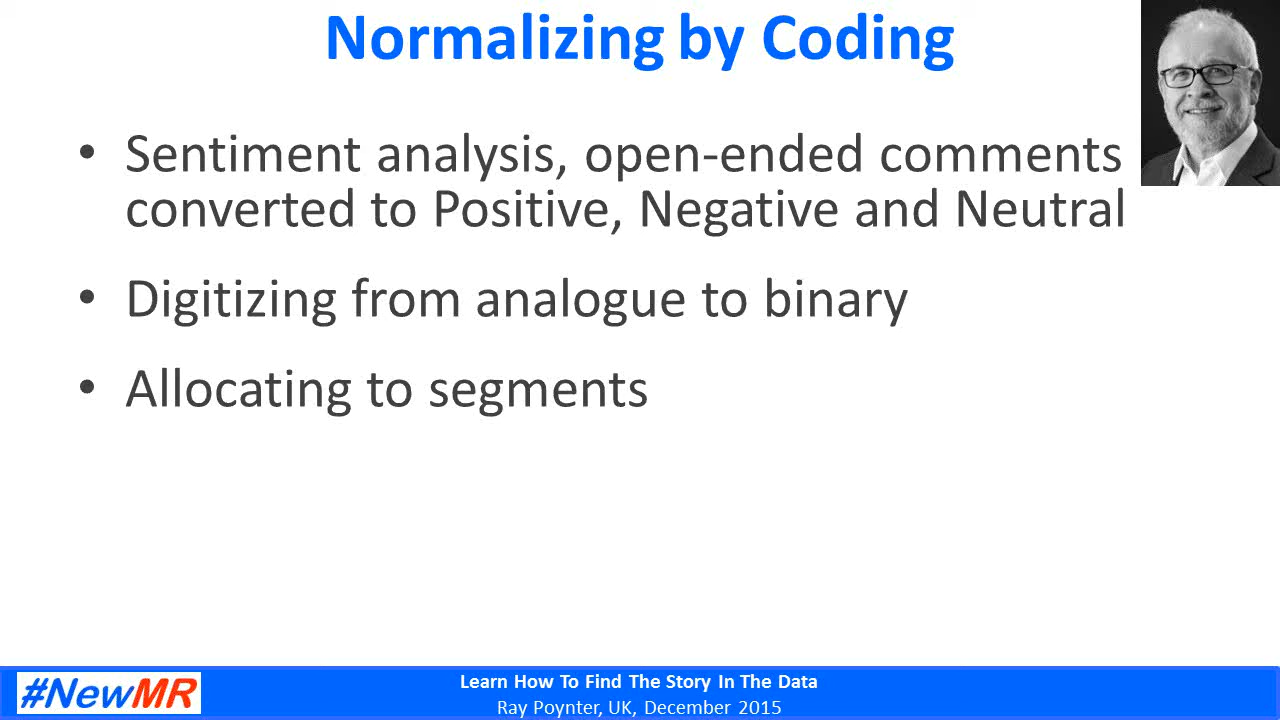 Normalizing by Coding
• Sentiment analysis, open-ended comments
converted to Positive, Negative and Neutral
• Digitizing from analogue to binary
• Allocating to segments
#NewMR
Learn How To Find The Story In The Data
Ray Poynter, UK, December 2015